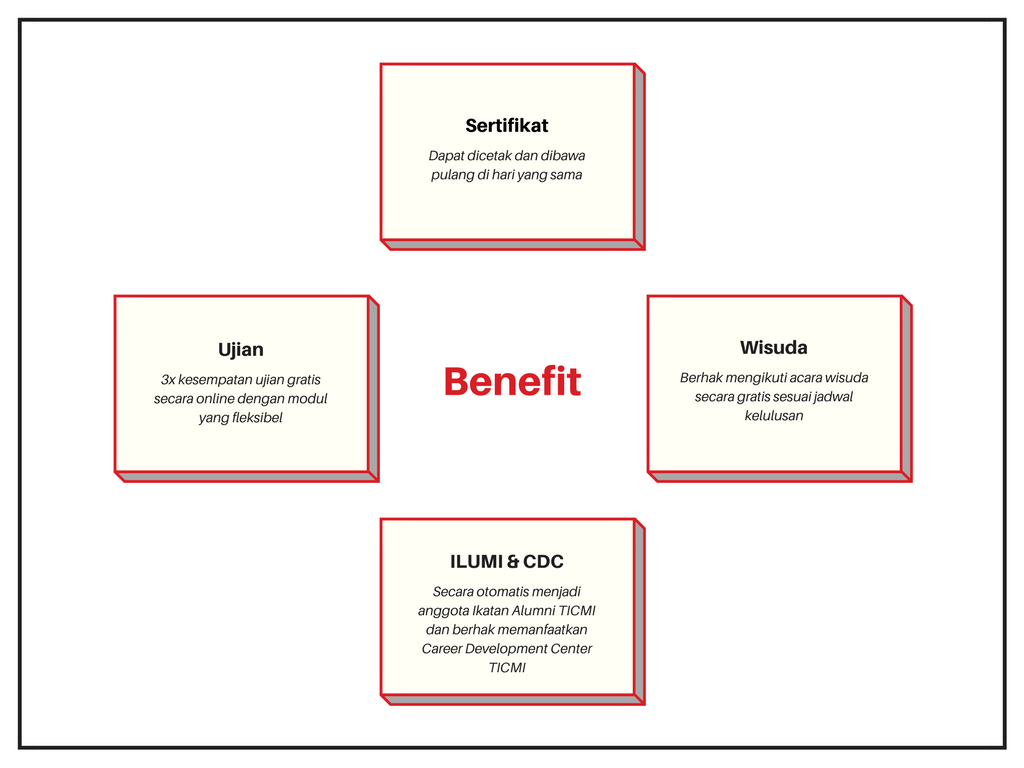 Sertifikat
Dapat dicetak dan dibawa
pulang di hari yang sama
Ujian
3x kesempatan ujian gratis
secara online dengan modul
yang fleksibel
Benefit
Wisuda
Berhak mengikuti acara wisuda
secara gratis sesuai jadwal
kelulusan
ILUMI & CDC
Secara otomatis menjadi
anggota Ikatan Alumni TICMI
dan berhak memanfaatkan
Career Development Center
TICMI